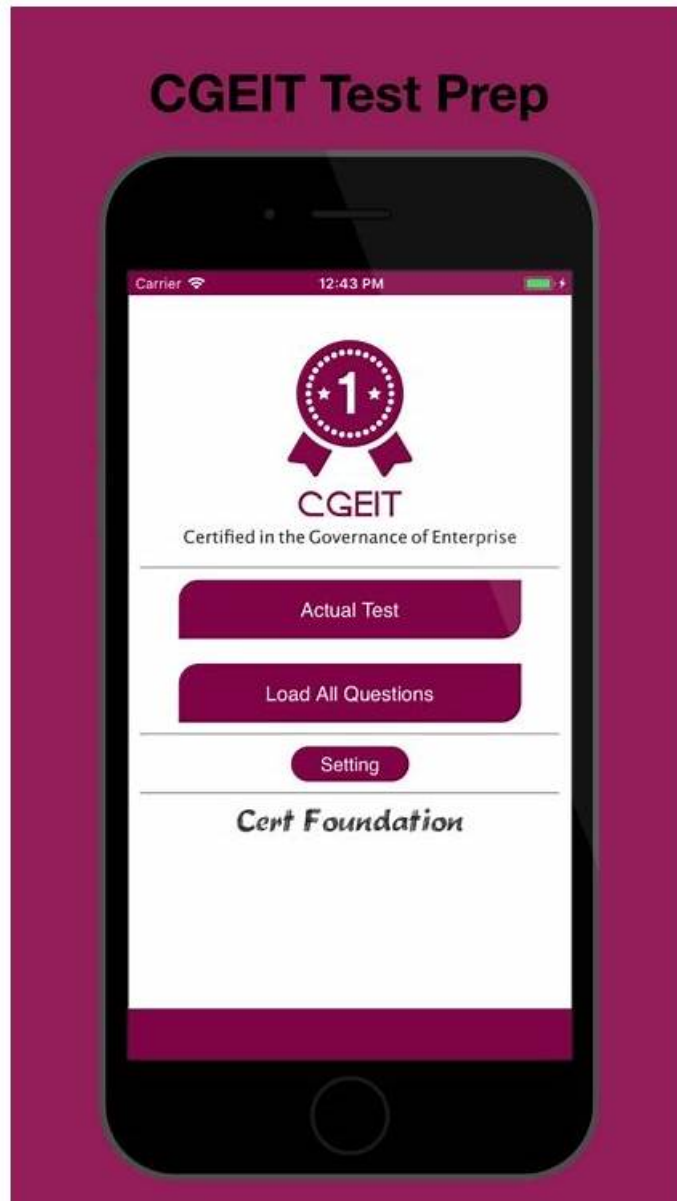 CGEIT Test Prep
Carrier 12:43 PM
1
CGEIT
Certified in the Governance of Enterprise
Actual Test
Load All Questions
Setting
Cert Foundation